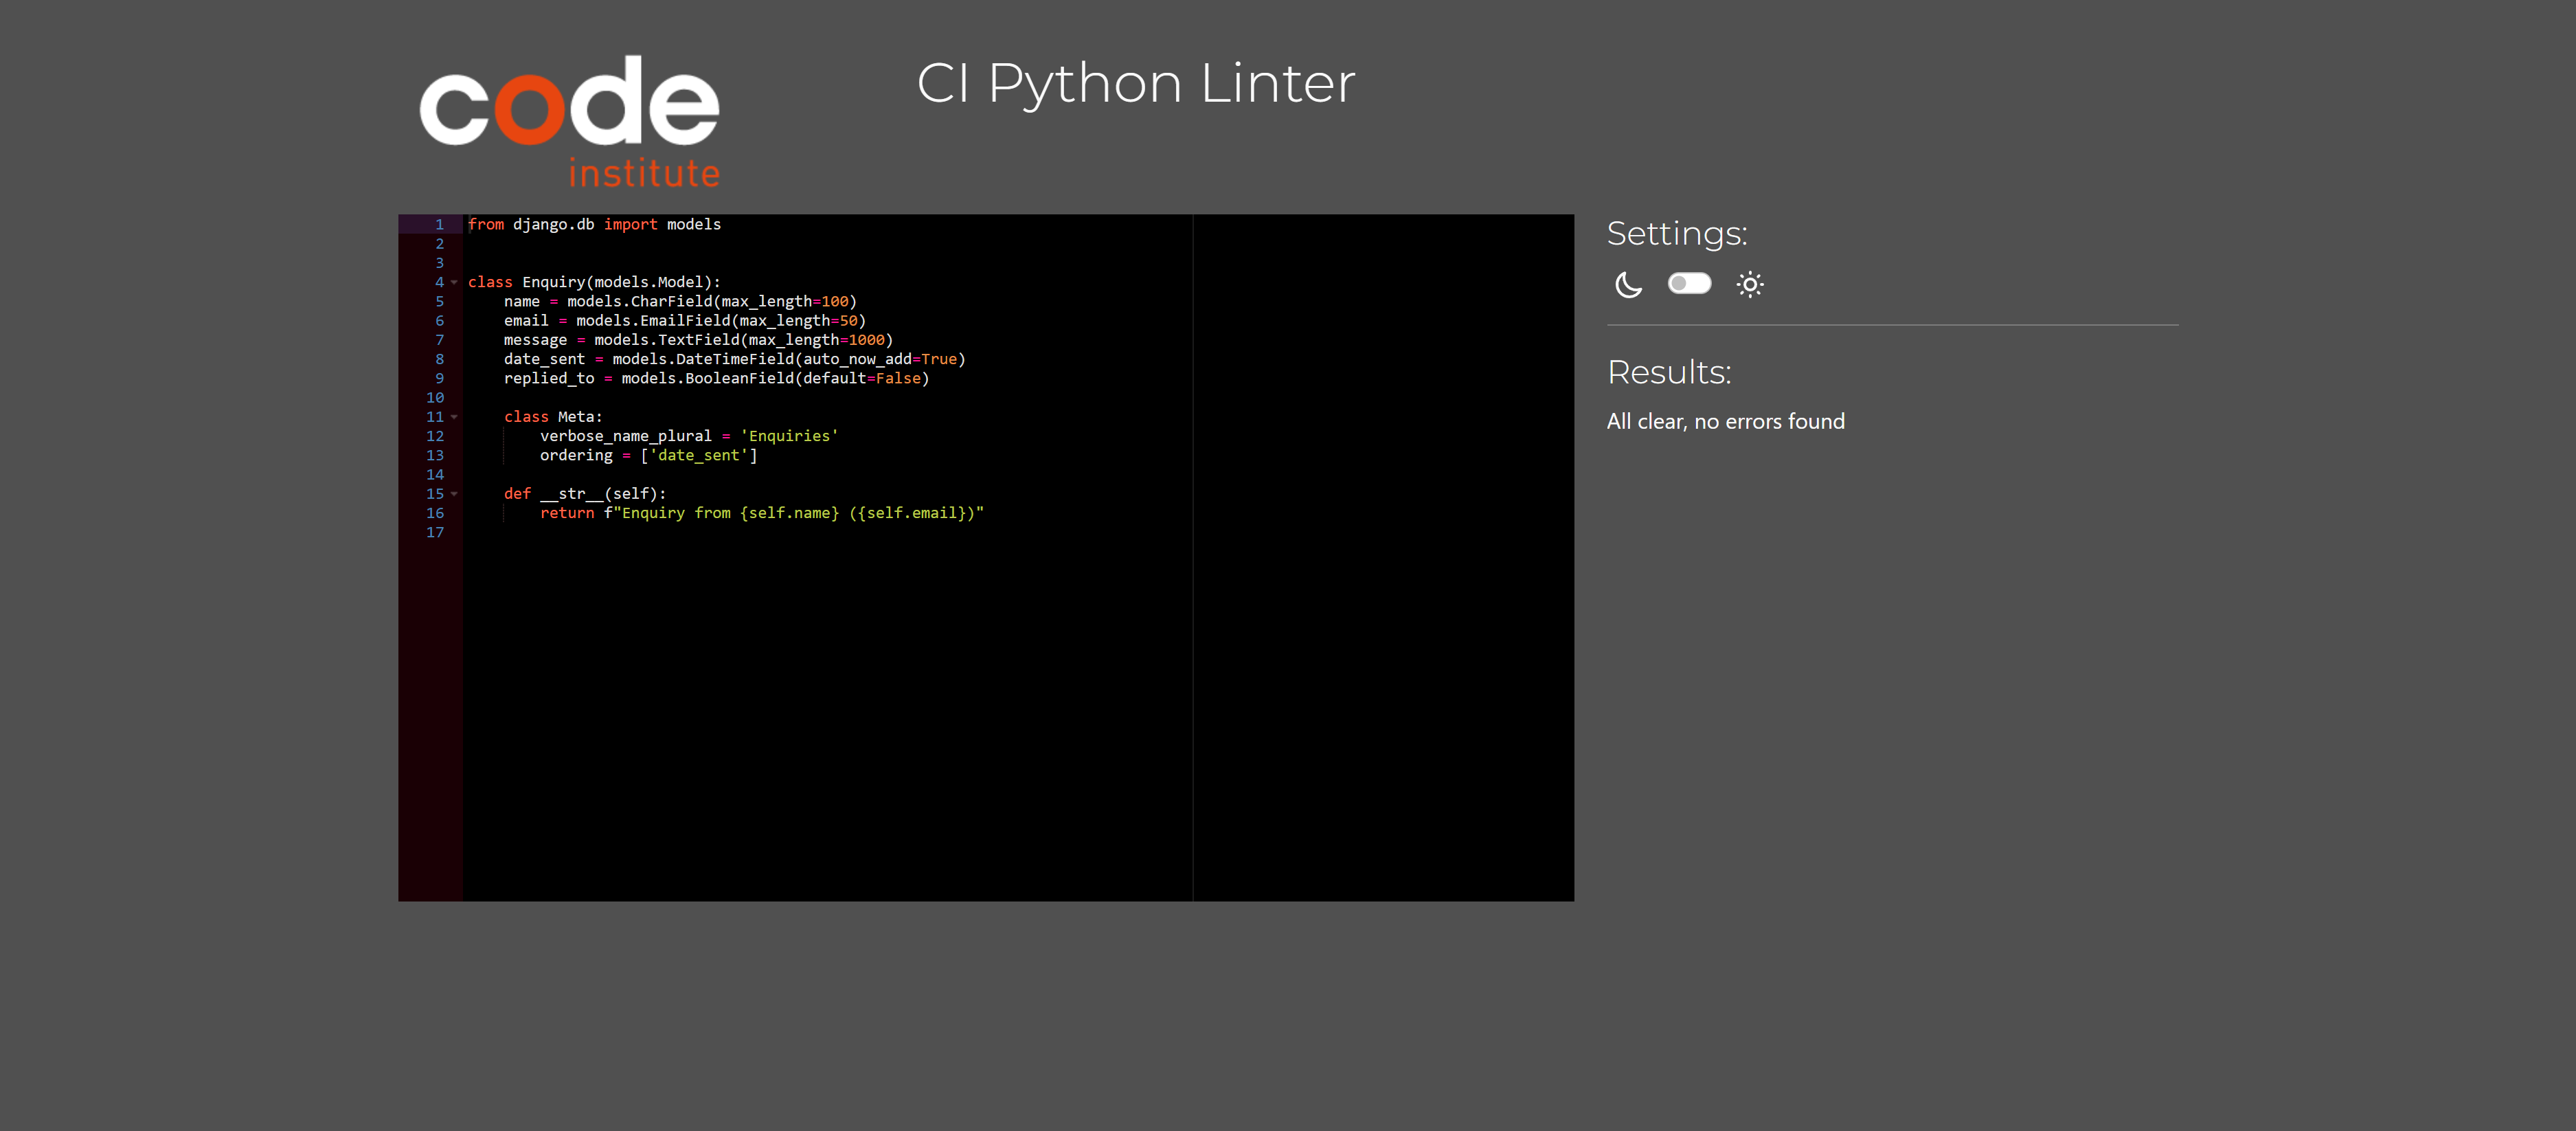 code
institute
CI Python Linter
1 from django.db import models
2
3
4 class Enquiry(models.Model):
5     name = models.CharField(max_length=100)
6     email = models.EmailField(max_length=50)
7     message = models.TextField(max_length=1000)
8     date_sent = models.DateTimeField(auto_now_add=True)
9     replied_to = models.BooleanField(default=False)
10
11     class Meta:
12         verbose_name_plural = 'Enquiries'
13         ordering = ['date_sent']
14
15     def __str__(self):
16         return f"Enquiry from {self.name} ({self.email})"
17
Settings:
Results:
All clear, no errors found